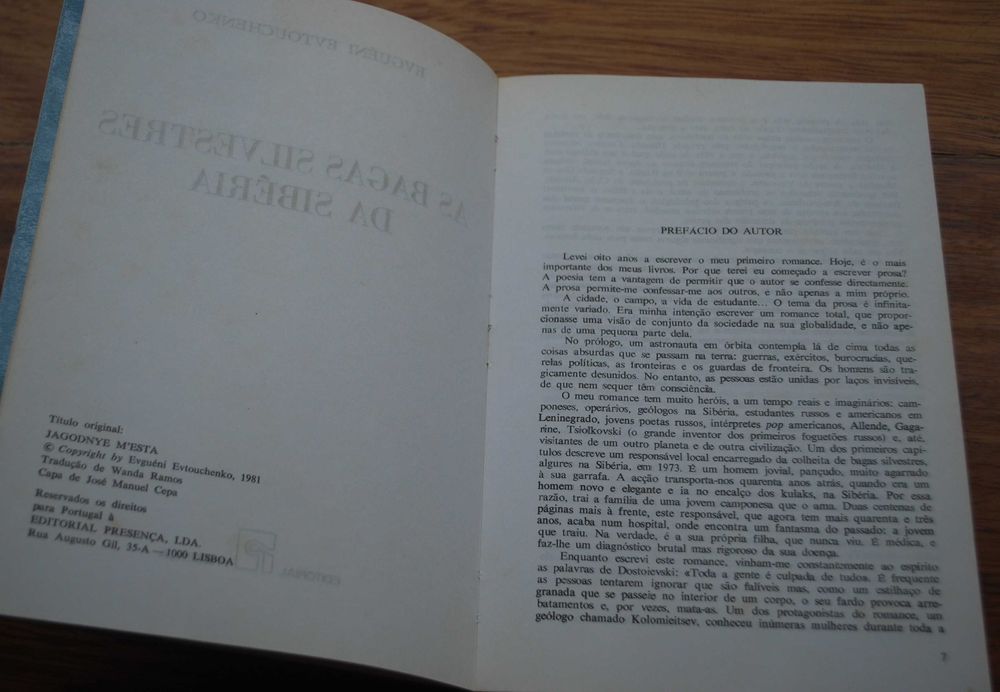 EVGUÉNI EVTOUCHENKO
AS BAGAS SILVESTRES
DA SIBÉRIA
Título original:
JAGODNYE M'ESTA
© Copyright by Evguéni Evtouchenko, 1981
Tradução de Wanda Ramos
Capa de José Manuel Cepa
Reservados os direitos
para Portugal à
EDITORIAL PRESENÇA, LDA.
Rua Augusto Gil, 35-A — 1000 LISBOA
EDITORIAL
PREFÁCIO DO AUTOR
Levei oito anos a escrever o meu primeiro romance. Hoje, é o mais
importante dos meus livros. Por que terei eu começado a escrever prosa?
A poesia tem a vantagem de permitir que o autor se confesse directamente.
A prosa permite-me confessar-me aos outros, e não apenas a mim próprio.
A cidade, o campo, a vida de estudante... O tema da prosa é infinita-
mente variado. Era minha intenção escrever um romance total, que propor-
cionasse uma visão de conjunto da sociedade na sua globalidade, e não ape-
nas de uma pequena parte dela.
No prólogo, um astronauta em órbita contempla lá de cima todas as
coisas absurdas que se passam na terra: guerras, exércitos, burocracias, que-
relas políticas, as fronteiras e os guardas de fronteira. Os homens são tra-
gicamente desunidos. No entanto, as pessoas estão unidas por laços invisíveis,
de que nem sequer têm consciência.
O meu romance tem muito heróis, a um tempo reais e imaginários: cam-
poneses, operários, geólogos na Sibéria, estudantes russos e americanos em
Leninegrado, jovens poetas russos, intérpretes pop americanos, Allende, Gaga-
rine, Tsiolkovski (o grande inventor dos primeiros foguetões russos) e, até,
visitantes de um outro planeta e de outra civilização. Um dos primeiros capí-
tulos descreve um responsável local encarregado da colheita de bagas silvestres,
algures na Sibéria, em 1973. É um homem jovial, pançudo, muito agarrado
à sua garrafa. A acção transporta-nos quarenta anos atrás, quando era um
homem novo e elegante e ia no encalço dos kulaks, na Sibéria. Por essa
razão, trai a família de uma jovem camponesa que o ama. Duas centenas de
páginas mais à frente, este responsável, que agora tem mais quarenta e três
anos, acaba num hospital, onde encontra um fantasma do passado: a jovem
que traiu. Na verdade, é a sua própria filha, que nunca viu. É médica, e
faz-lhe um diagnóstico brutal mas rigoroso da sua doença.
Enquanto escrevi este romance, vinham-me constantemente ao espírito
as palavras de Dostoievski: «Toda a gente é culpada de tudo». É frequente
as pessoas tentarem ignorar que são falíveis mas, como um estilhaço de
granada que se passeie no interior de um corpo, o seu fardo provoca arre-
batamentos e, por vezes, mata-as. Um dos protagonistas do romance, um
geólogo chamado Kolomieitsev, conheceu inúmeras mulheres durante toda a
7